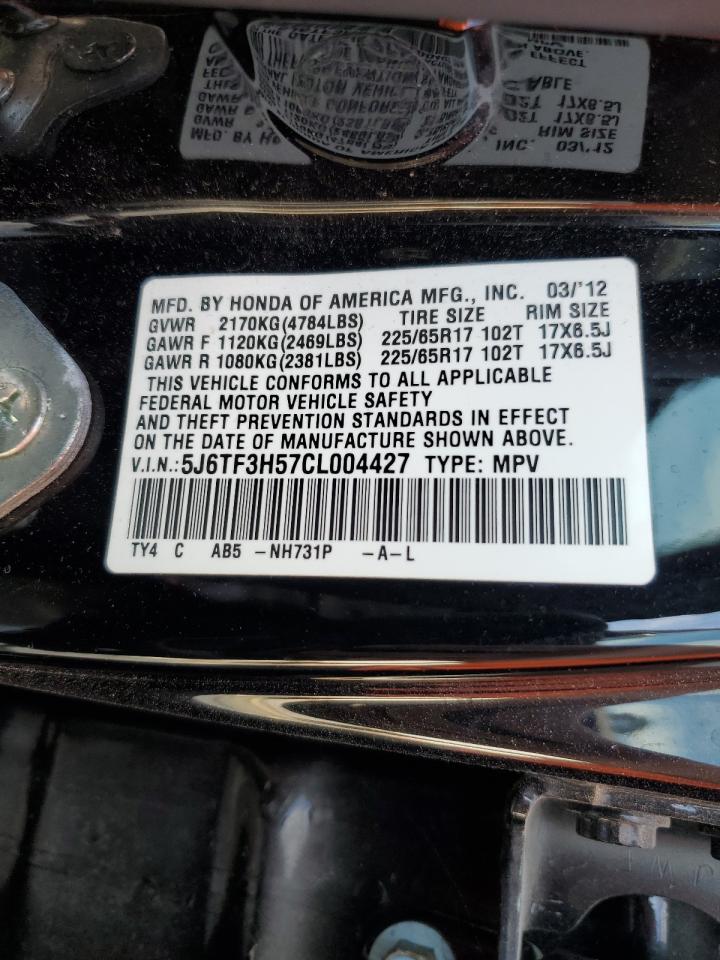 MFD. BY HONDA OF AMERICA MFG., INC. 03/'12
GVWR 2170KG(4784LBS) TIRE SIZE RIM SIZE
GAWR F 1120KG(2469LBS) 225/65R17 102T 17X6.5J
GAWR R 1080KG(2381LBS) 225/65R17 102T 17X6.5J
THIS VEHICLE CONFORMS TO ALL APPLICABLE
FEDERAL MOTOR VEHICLE SAFETY
AND THEFT PREVENTION STANDARDS IN EFFECT
ON THE DATE OF MANUFACTURE SHOWN ABOVE.
V.I.N.:5J6TF3H57CL004427 TYPE: MPV
TY4 C AB5 -NH731P -A-L